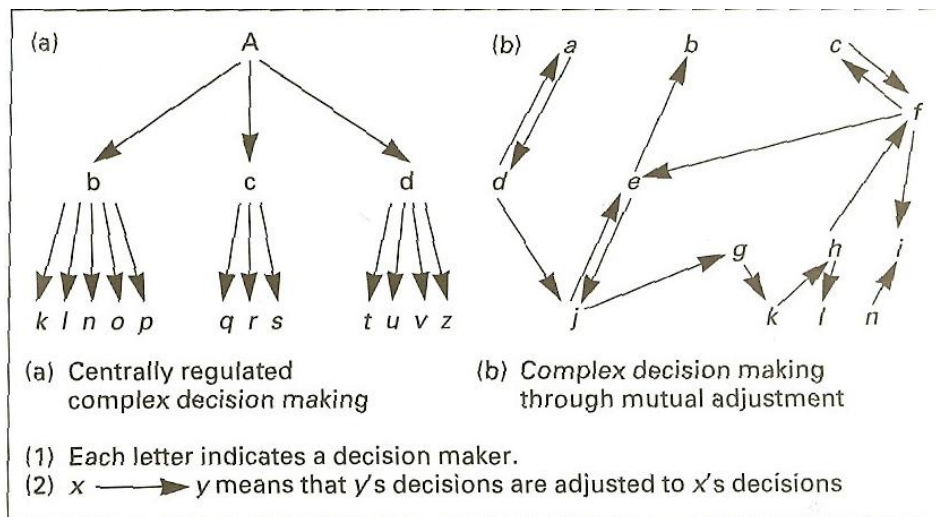 (a)
A
b c d
k l n o p q r s t u v z
(b)
a b c
f
d e
g h i
j k l n
(a) Centrally regulated
complex decision making
(b) Complex decision making
through mutual adjustment
(1) Each letter indicates a decision maker.
(2) x y means that y's decisions are adjusted to x's decisions